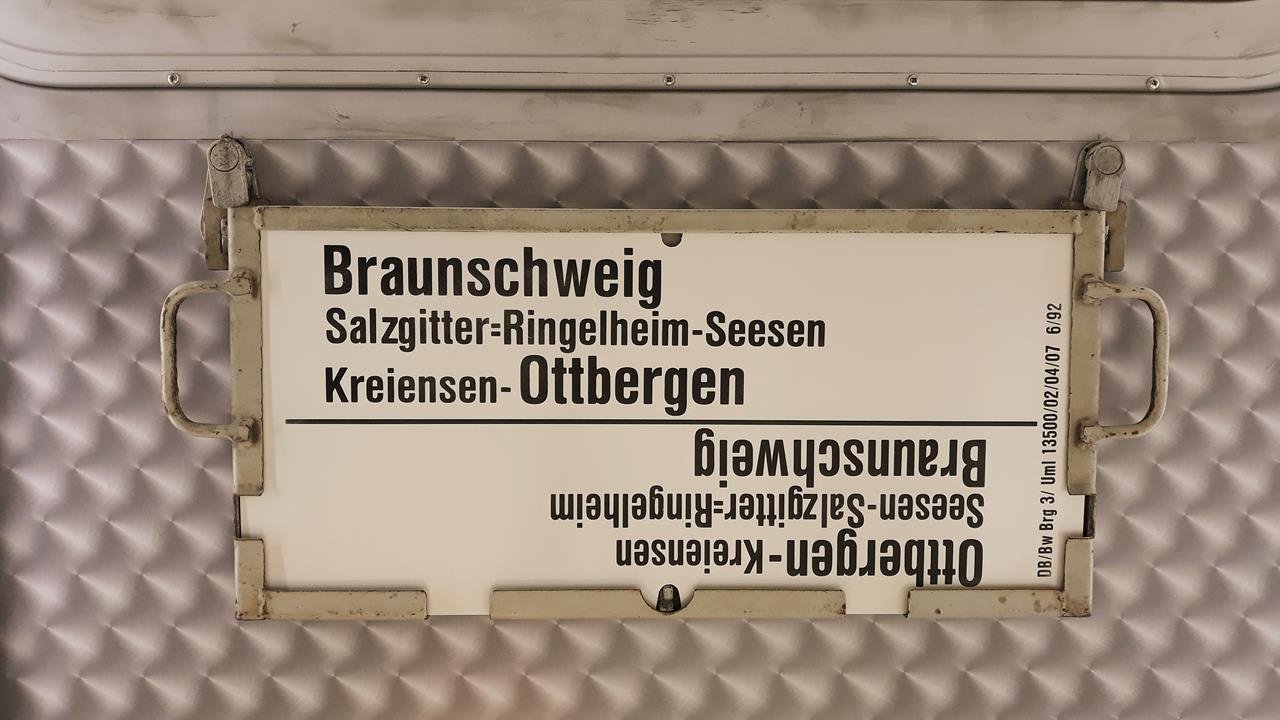 Braunschweig
Salzgitter=Ringelheim-Seesen
Kreiensen-Ottbergen
Ottbergen-Kreiensen
Seesen-Salzgitter=Ringelheim
Braunschweig
DB/Bw Brg 3/ Uml 13500/02/04/07 6/92